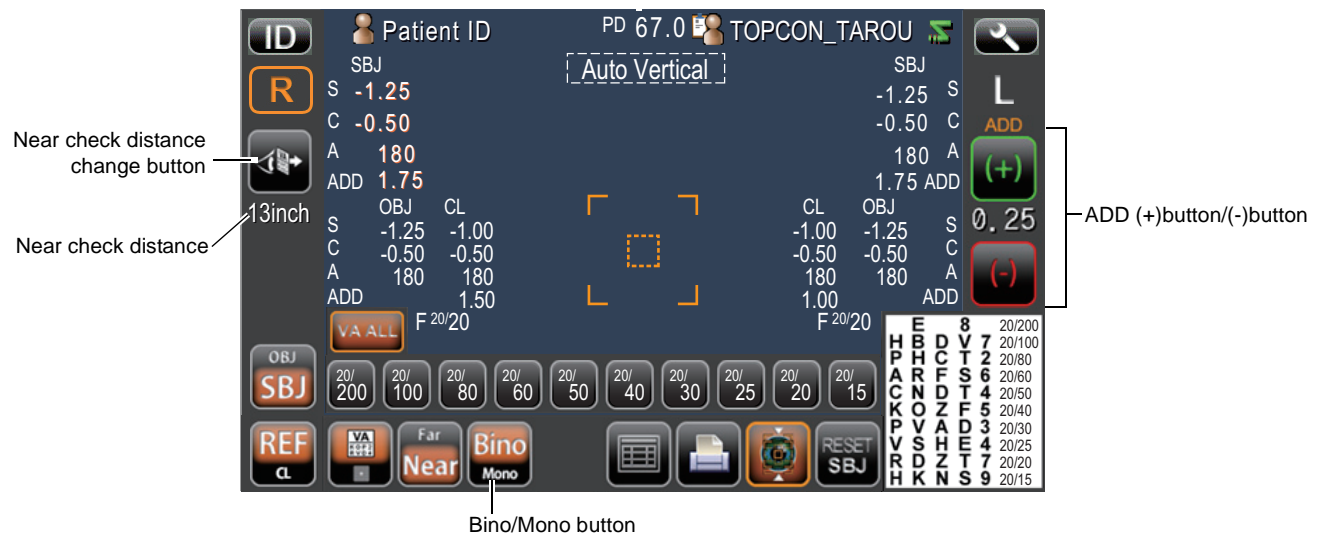 ID
Patient ID
PD 67.0
TOPCON_TAROU
R
SBJ
Auto Vertical
SBJ
L
S -1.25
-1.25 S
C -0.50
-0.50 C
ADD
Near check distance
change button
A 180
180 A
(+)
ADD 1.75
1.75 ADD
13inch
OBJ CL
CL OBJ
0.25
ADD (+)button/(-)button
S -1.25 -1.00
-1.00 -1.25 S
Near check distance
C -0.50 -0.50
-0.50 -0.50 C
A 180 180
180 180 A
(-)
ADD 1.50
1.00 ADD
VA ALL
F 20/20
F 20/20
E 8 20/200
H B D V 7 20/100
P H C T 2 20/80
A R F S 6 20/60
C N D T 4 20/50
K O Z F 5 20/40
P V A D 3 20/30
V S H E 4 20/25
R D Z T 7 20/20
H K N S 9 20/15
OBJ
SBJ
20/200 20/100 20/80 20/60 20/50 20/40 20/30 20/25 20/20 20/15
REF
CL
VA
Far
Near
Bino
Mono
RESET
SBJ
Bino/Mono button